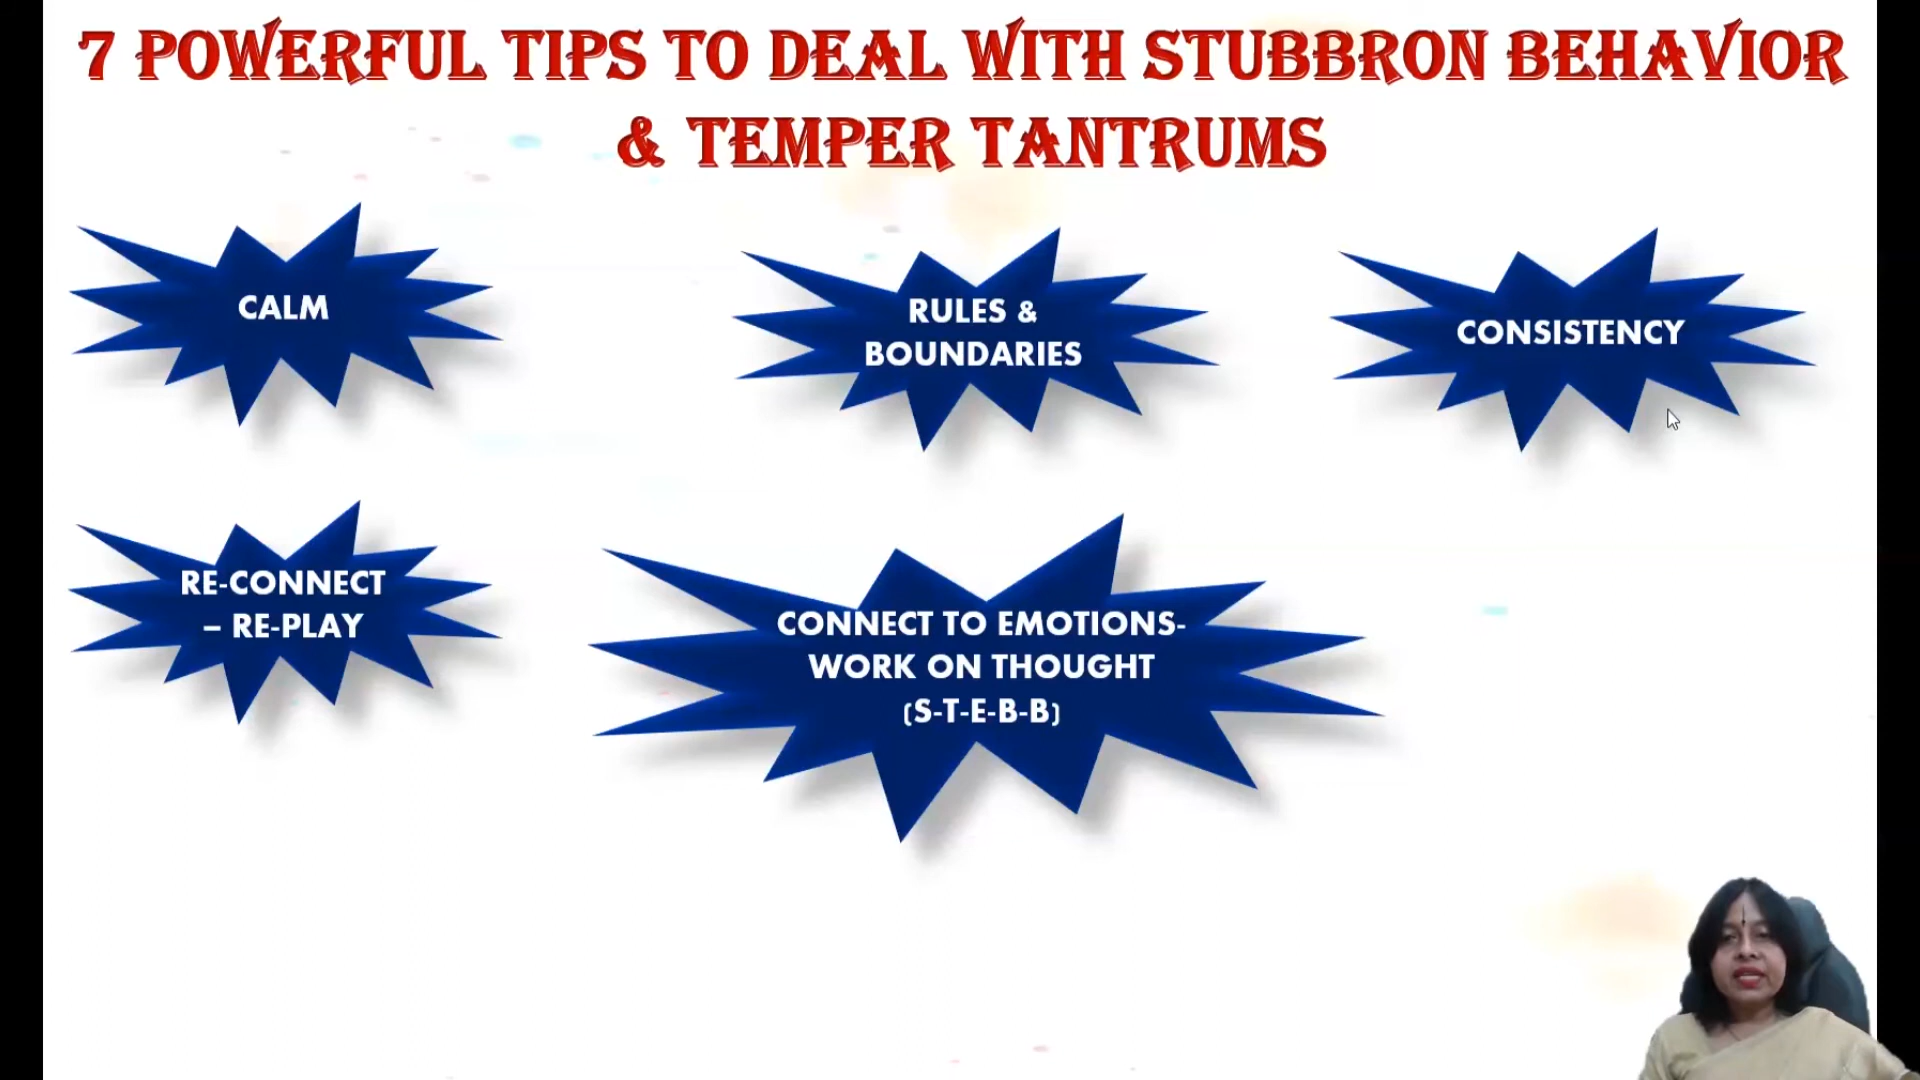 7 POWERFUL TIPS TO DEAL WITH STUBBRON BEHAVIOR
& TEMPER TANTRUMS
CALM
RULES &
BOUNDARIES
CONSISTENCY
RE-CONNECT
– RE-PLAY
CONNECT TO EMOTIONS-
WORK ON THOUGHT
(S-T-E-B-B)